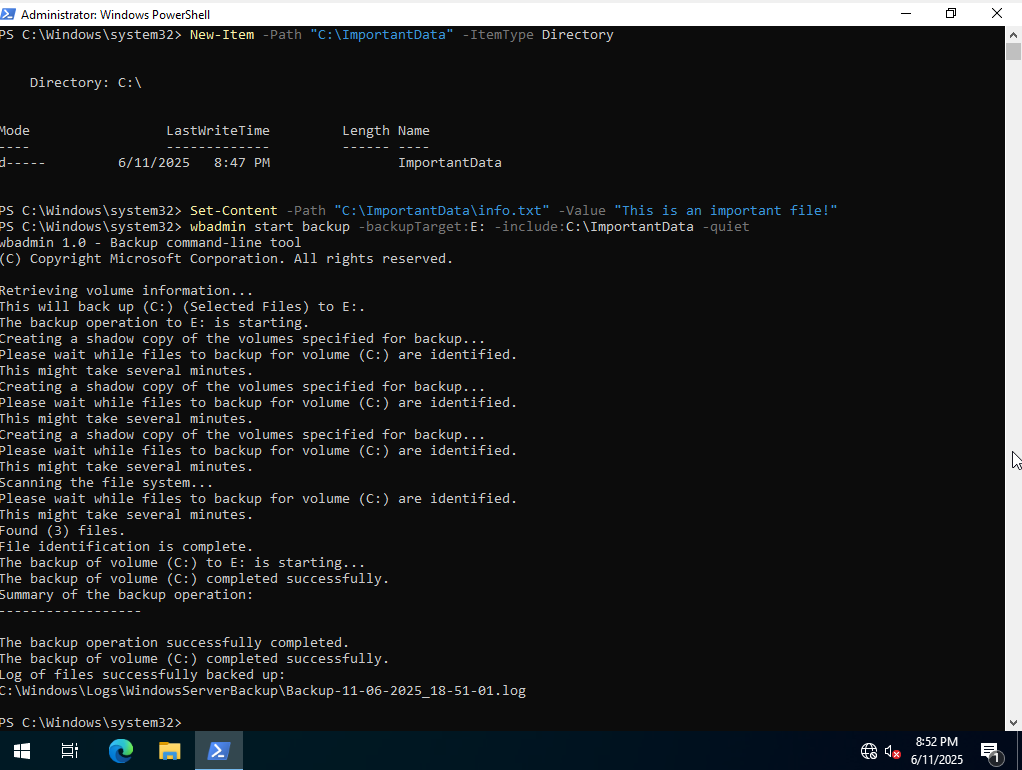 Administrator: Windows PowerShell
PS C:\Windows\system32> New-Item -Path "C:\ImportantData" -ItemType Directory
Directory: C:\
Mode LastWriteTime Length Name
---- ------------- ------ ----
d----- 6/11/2025 8:47 PM ImportantData
PS C:\Windows\system32> Set-Content -Path "C:\ImportantData\info.txt" -Value "This is an important file!"
PS C:\Windows\system32> wbadmin start backup -backupTarget:E: -include:C:\ImportantData -quiet
wbadmin 1.0 - Backup command-line tool
(C) Copyright Microsoft Corporation. All rights reserved.
Retrieving volume information...
This will back up (C:) (Selected Files) to E:.
The backup operation to E: is starting.
Creating a shadow copy of the volumes specified for backup...
Please wait while files to backup for volume (C:) are identified.
This might take several minutes.
Creating a shadow copy of the volumes specified for backup...
Please wait while files to backup for volume (C:) are identified.
This might take several minutes.
Creating a shadow copy of the volumes specified for backup...
Please wait while files to backup for volume (C:) are identified.
This might take several minutes.
Scanning the file system...
Please wait while files to backup for volume (C:) are identified.
This might take several minutes.
Found (3) files.
File identification is complete.
The backup of volume (C:) to E: is starting...
The backup of volume (C:) completed successfully.
Summary of the backup operation:
------------------
The backup operation successfully completed.
The backup of volume (C:) completed successfully.
Log of files successfully backed up:
C:\Windows\Logs\WindowsServerBackup\Backup-11-06-2025_18-51-01.log
PS C:\Windows\system32>
8:52 PM
6/11/2025
1